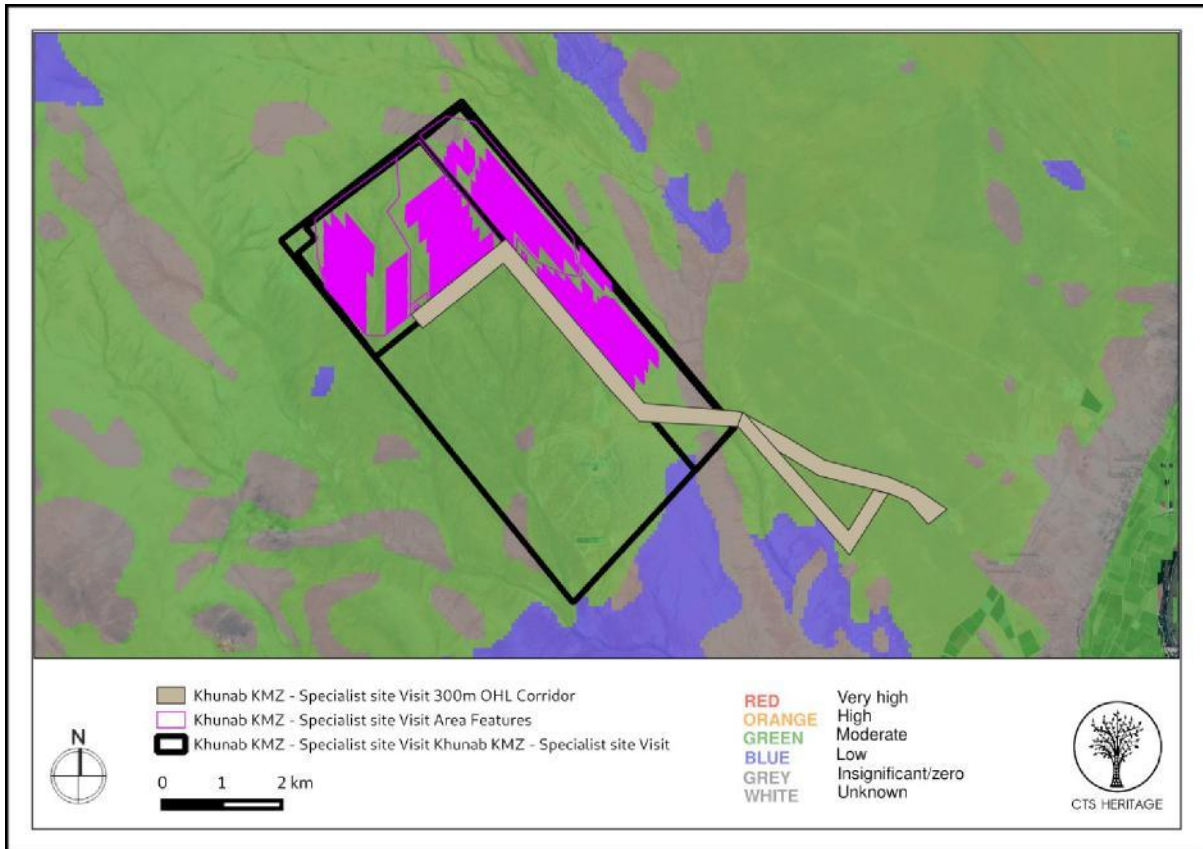 Khunab KMZ - Specialist site Visit 300m OHL Corridor
Khunab KMZ - Specialist site Visit Area Features
Khunab KMZ - Specialist site Visit Khunab KMZ - Specialist site Visit
N
0 1 2 km
RED Very high
ORANGE High
GREEN Moderate
BLUE Low
GREY Insignificant/zero
WHITE Unknown
CTS HERITAGE